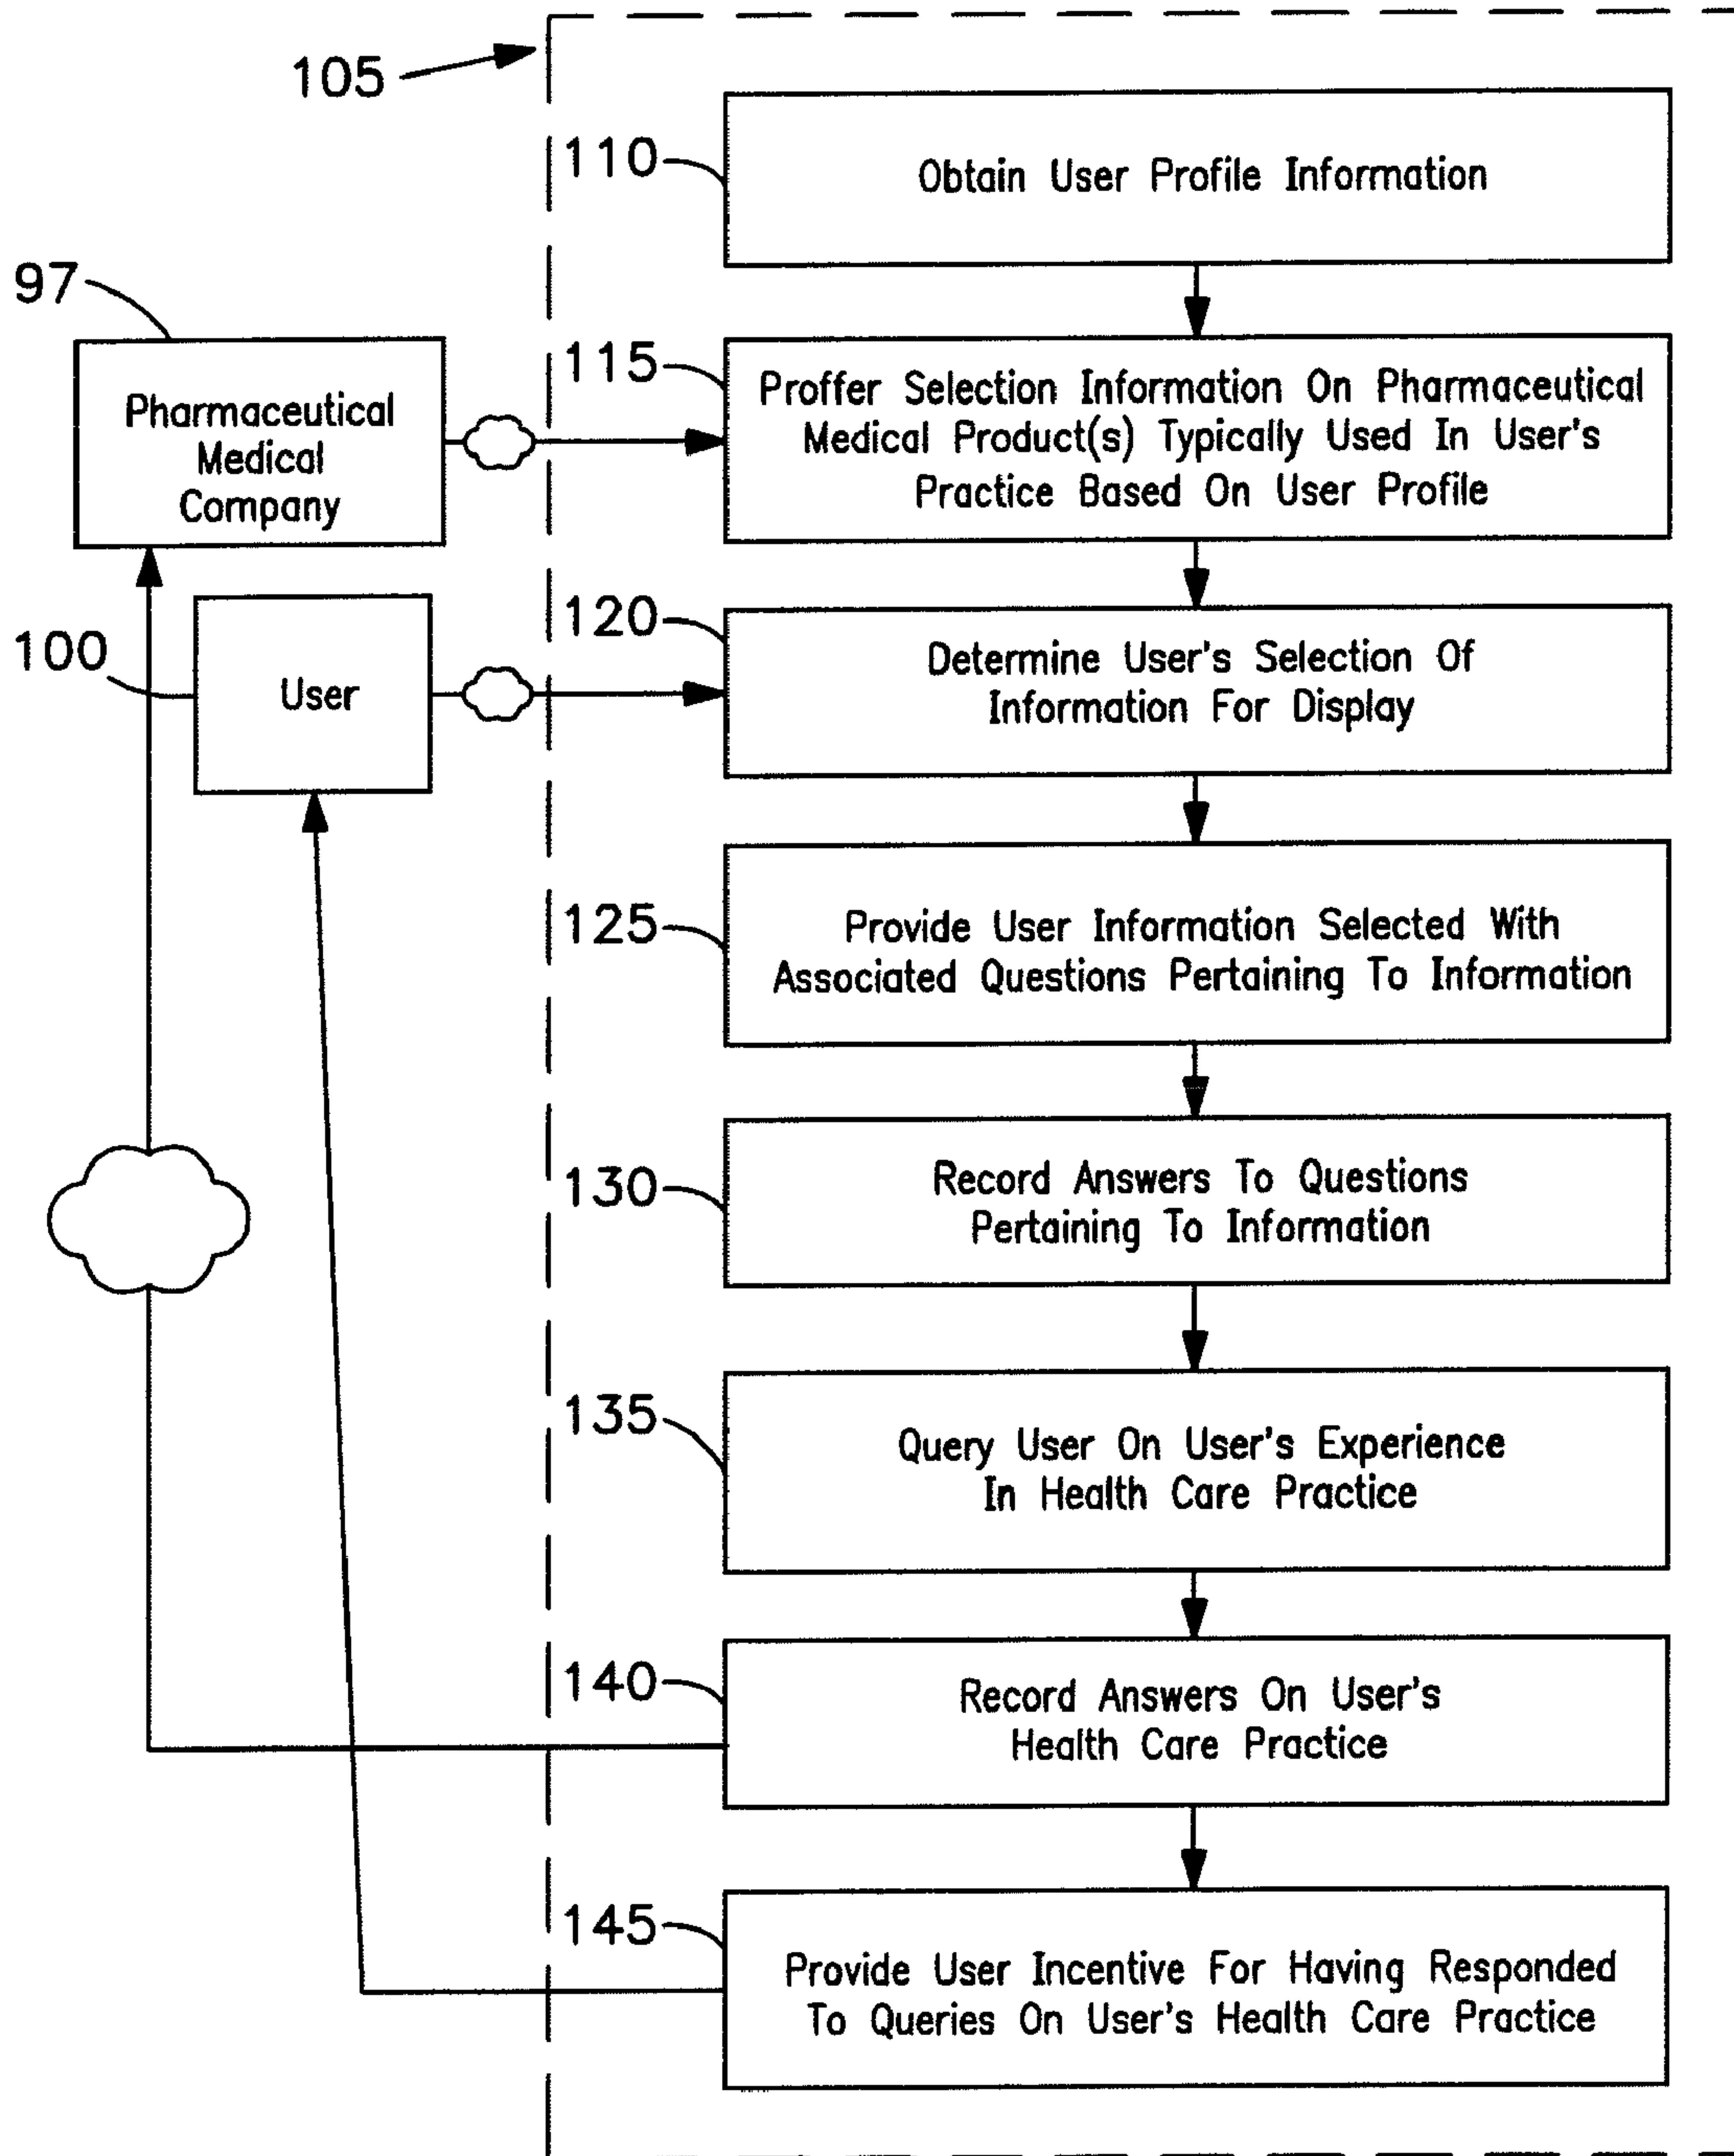 105
110
Obtain User Profile Information
97
Pharmaceutical
Medical
Company
115
Proffer Selection Information On Pharmaceutical
Medical Product(s) Typically Used In User's
Practice Based On User Profile
100
User
120
Determine User's Selection Of
Information For Display
125
Provide User Information Selected With
Associated Questions Pertaining To Information
130
Record Answers To Questions
Pertaining To Information
135
Query User On User's Experience
In Health Care Practice
140
Record Answers On User's
Health Care Practice
145
Provide User Incentive For Having Responded
To Queries On User's Health Care Practice